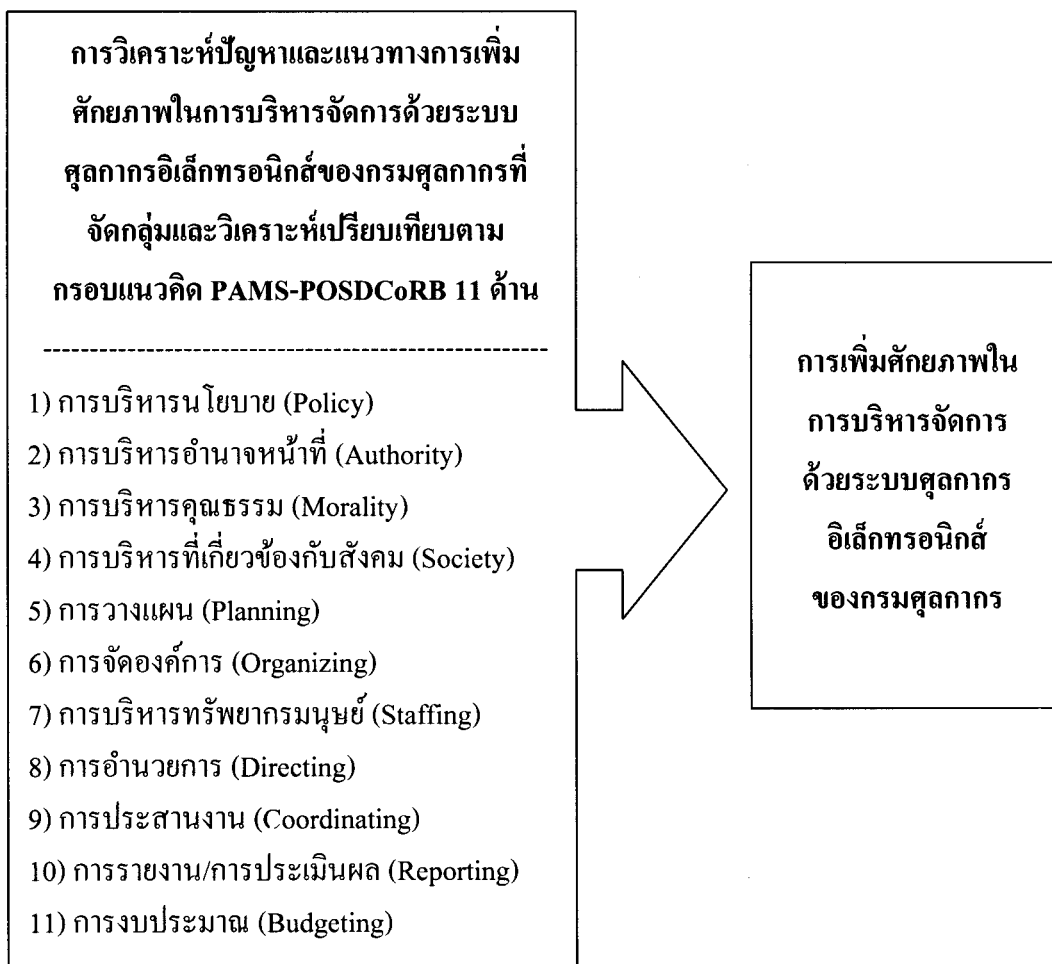 การวิเคราะห์ปัญหาและแนวทางการเพิ่ม
ศักยภาพในการบริหารจัดการด้วยระบบ
ศุลกากรอิเล็กทรอนิกส์ของกรมศุลกากรที่
จัดกลุ่มและวิเคราะห์เปรียบเทียบตาม
กรอบแนวคิด PAMS-POSDCoRB 11 ด้าน
1) การบริหารนโยบาย (Policy)
2) การบริหารอำนาจหน้าที่ (Authority)
3) การบริหารคุณธรรม (Morality)
4) การบริหารที่เกี่ยวข้องกับสังคม (Society)
5) การวางแผน (Planning)
6) การจัดองค์การ (Organizing)
7) การบริหารทรัพยากรมนุษย์ (Staffing)
8) การอำนวยการ (Directing)
9) การประสานงาน (Coordinating)
10) การรายงาน/การประเมินผล (Reporting)
11) การงบประมาณ (Budgeting)
การเพิ่มศักยภาพใน
การบริหารจัดการ
ด้วยระบบศุลกากร
อิเล็กทรอนิกส์
ของกรมศุลกากร